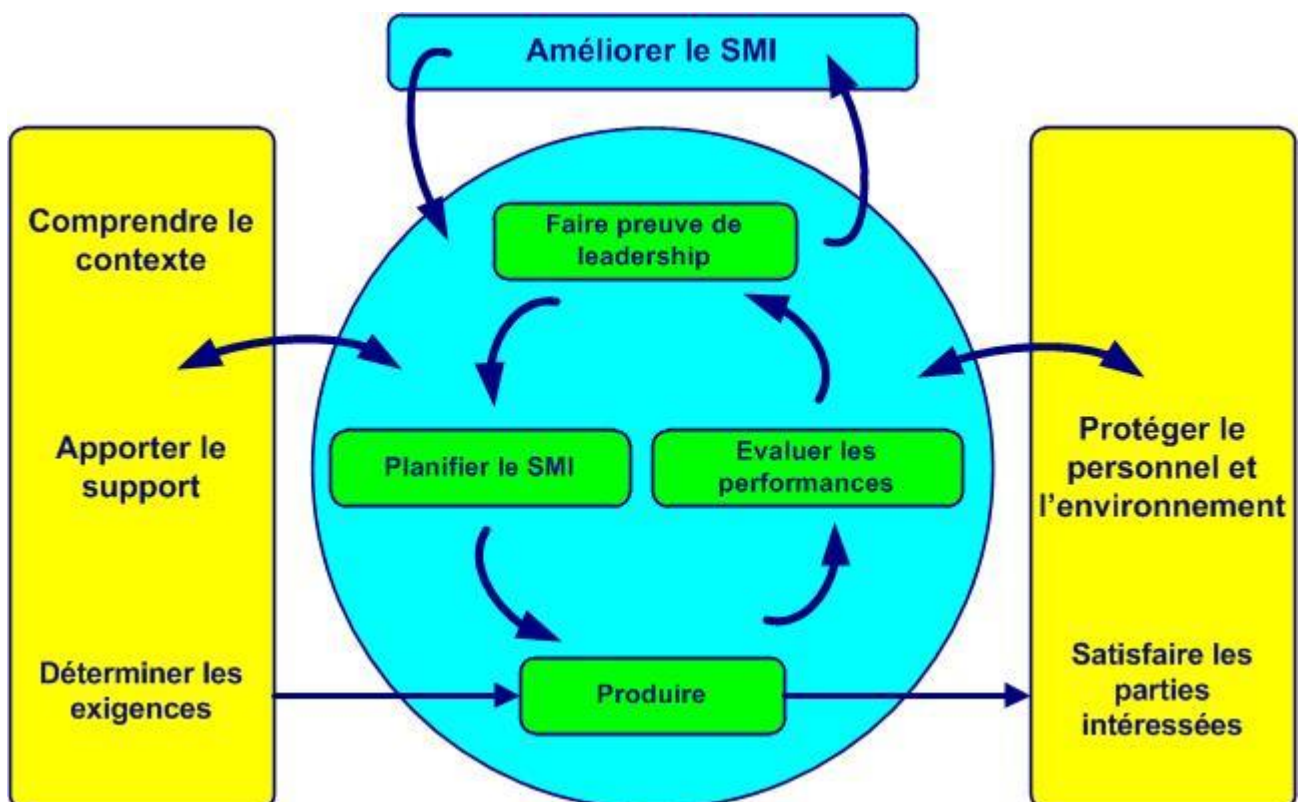 Améliorer le SMI
Comprendre le
contexte
Apporter le
support
Déterminer les
exigences
Faire preuve de
leadership
Planifier le SMI
Evaluer les
performances
Produire
Protéger le
personnel et
l'environnement
Satisfaire les
parties
intéressées